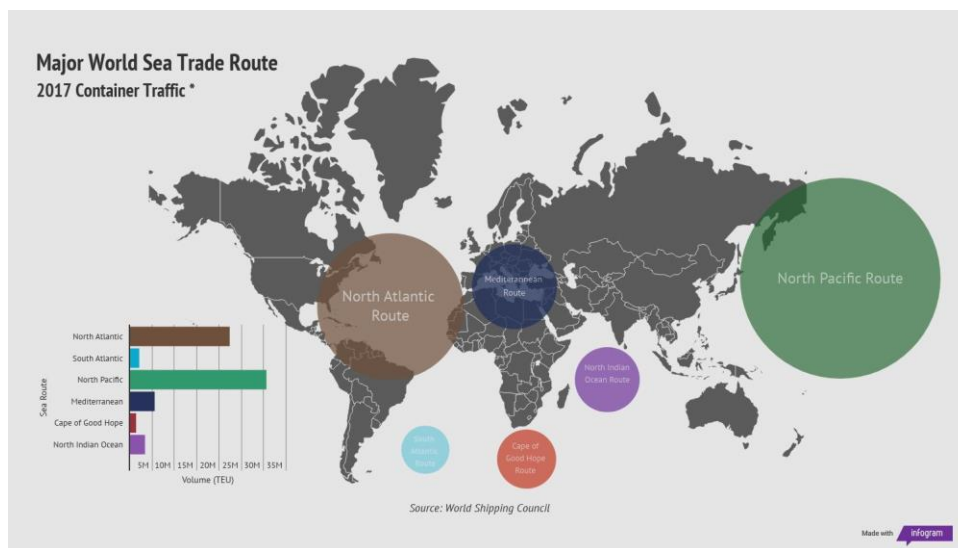 Major World Sea Trade Route
2017 Container Traffic *
North Atlantic
Route
Mediterranean
Route
North Pacific Route
North Indian
Ocean Route
South
Atlantic
Route
Cape of
Good Hope
Route
Sea Route
North Atlantic
South Atlantic
North Pacific
Mediterranean
Cape of Good Hope
North Indian Ocean
5M 10M 15M 20M 25M 30M 35M
Volume (TEU)
Source: World Shipping Council
Made with infogram